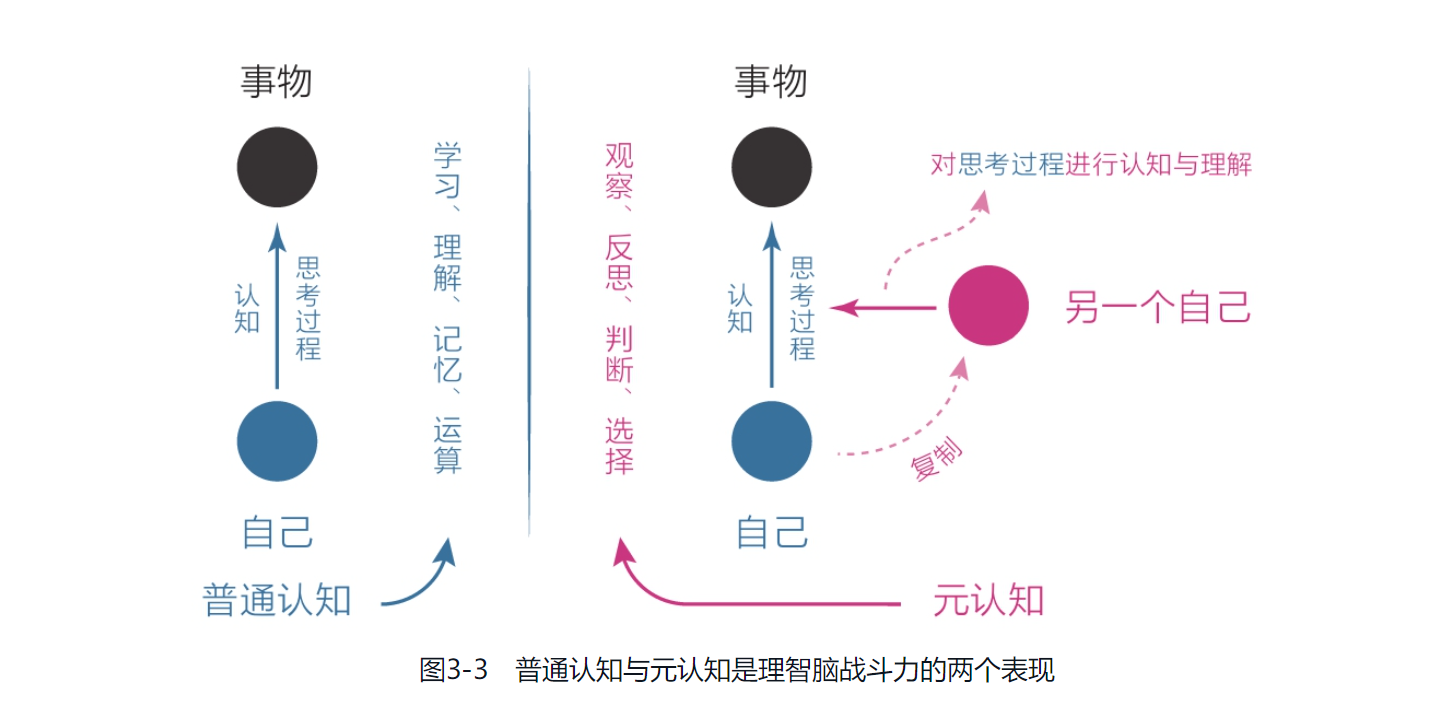 事物
认知
思考过程
自己
普通认知
学习、理解、记忆、运算
观察、反思、判断、选择
事物
认知
思考过程
自己
对思考过程进行认知与理解
另一个自己
复制
元认知
图3-3 普通认知与元认知是理智脑战斗力的两个表现